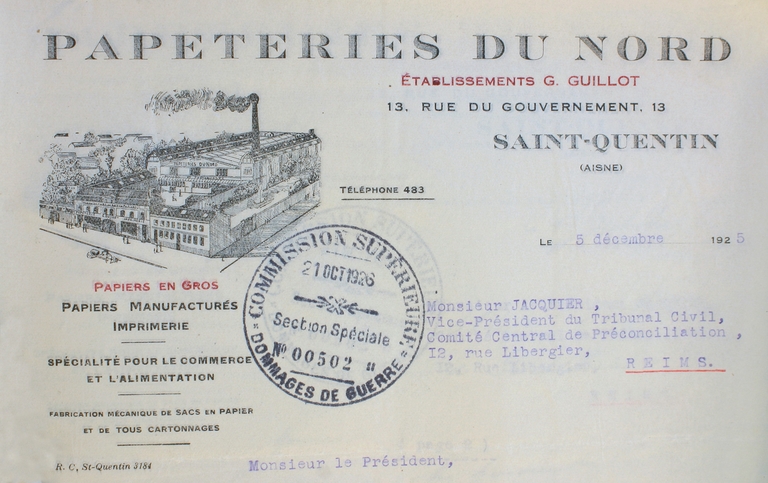 PAPETERIES DU NORD
ÉTABLISSEMENTS G. GUILLOT
13. RUE DU GOUVERNEMENT. 13
SAINT-QUENTIN
(AISNE)
TÉLÉPHONE 483
LE 5 décembre 1925
PAPIERS EN GROS
PAPIERS MANUFACTURÉS
IMPRIMERIE
SPÉCIALITÉ POUR LE COMMERCE
ET L'ALIMENTATION
FABRICATION MÉCANIQUE DE SACS EN PAPIER
ET DE TOUS CARTONNAGES
R. C, St-Quentin 3184
COMMISSION SUPÉRIEURE
21 OCT 1926
Section Spéciale
No 00502 "
DOMMAGES DE GUERRE
Monsieur JACQUIER ,
Vice-Président du Tribunal Civil,
Comité Central de Préconciliation ,
I2, rue Libergier,
REIMS.
Monsieur le Président,